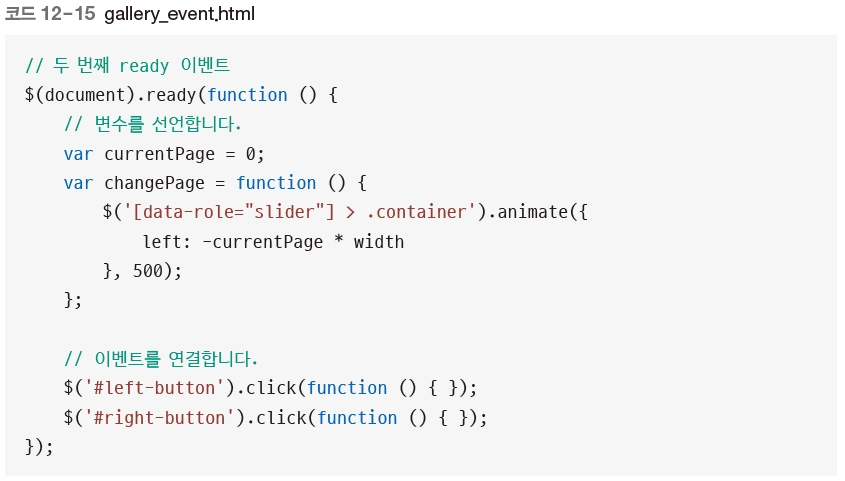 코드 12-15 gallery_event.html
// 두 번째 ready 이벤트
$(document).ready(function () {
    // 변수를 선언합니다.
    var currentPage = 0;
    var changePage = function () {
        $('[data-role="slider"] > .container').animate({
            left: -currentPage * width
        }, 500);
    };

    // 이벤트를 연결합니다.
    $('#left-button').click(function () { });
    $('#right-button').click(function () { });
});